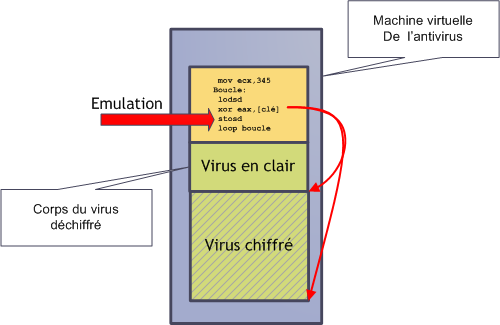 Machine virtuelle
De l'antivirus
mov ecx,345
Boucle:
lodsd
xor eax,[clé]
stosd
loop boucle
Emulation
Virus en clair
Corps du virus
déchiffré
Virus chiffré